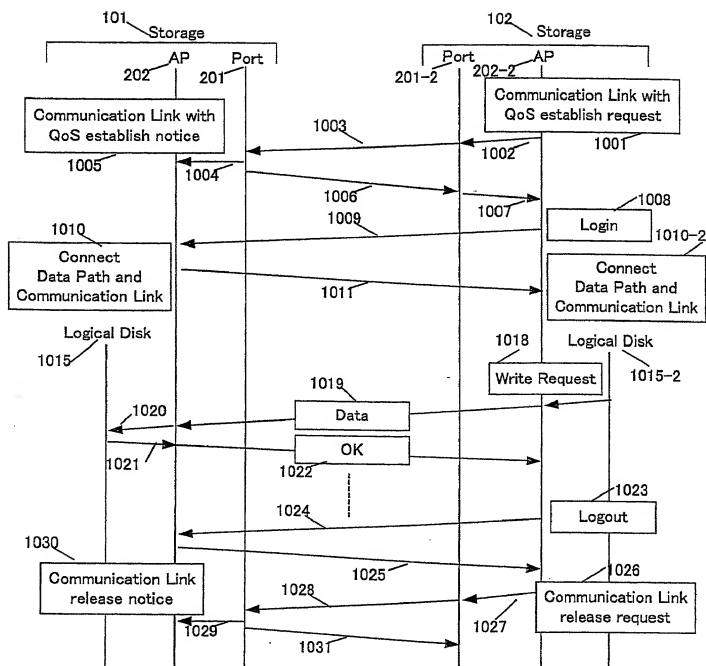 101
Storage
102
Storage
AP
Port
202
201
Port
AP
201-2
202-2
Communication Link with
QoS establish notice
Communication Link with
QoS establish request
1003
1002
1001
1005
1004
1006
1007
1008
1009
Login
1010
1010-2
Connect
Data Path and
Communication Link
Connect
Data Path and
Communication Link
1011
Logical Disk
1015
1018
Logical Disk
1015-2
Write Request
1019
Data
1020
1021
OK
1022
1023
1024
Logout
1030
1025
1026
Communication Link
release notice
1028
Communication Link
release request
1027
1029
1031